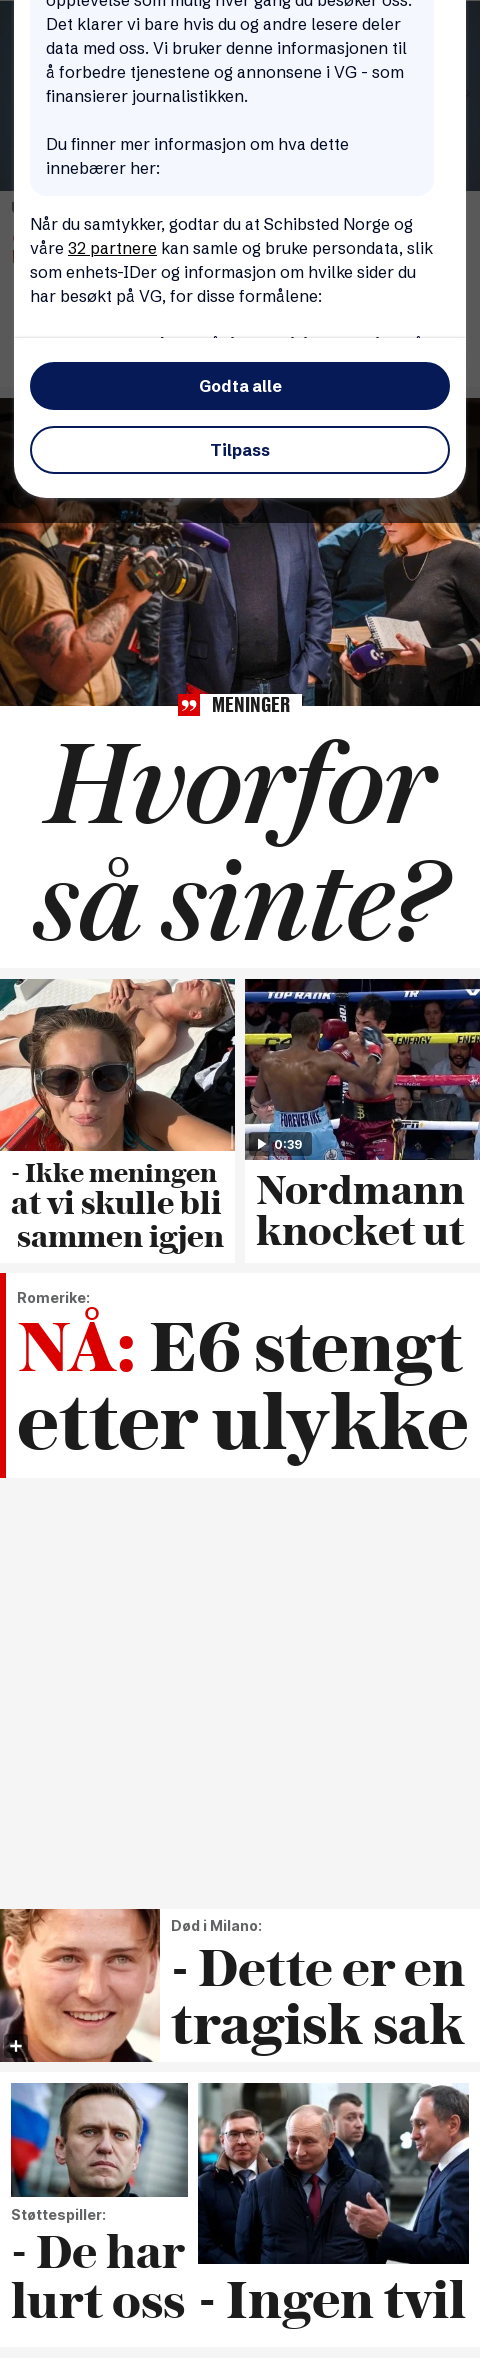 opplevelse som mulig hver gang du besøker oss.
Det klarer vi bare hvis du og andre lesere deler
data med oss. Vi bruker denne informasjonen til
å forbedre tjenestene og annonsene i VG - som
finansierer journalistikken.
Du finner mer informasjon om hva dette
innebærer her:
Når du samtykker, godtar du at Schibsted Norge og
våre 32 partnere kan samle og bruke persondata, slik
som enhets-IDer og informasjon om hvilke sider du
har besøkt på VG, for disse formålene:
Godta alle
Tilpass
MENINGER
Hvorfor
så sinte?
TOP RANK
TR
ENERGY
FOREVER IKE
0:39
- Ikke meningen
at vi skulle bli
sammen igjen
Nordmann
knocket ut
Romerike:
NÅ: E6 stengt
etter ulykke
Død i Milano:
- Dette er en
tragisk sak
Støttespiller:
- De har
lurt oss
- Ingen tvil